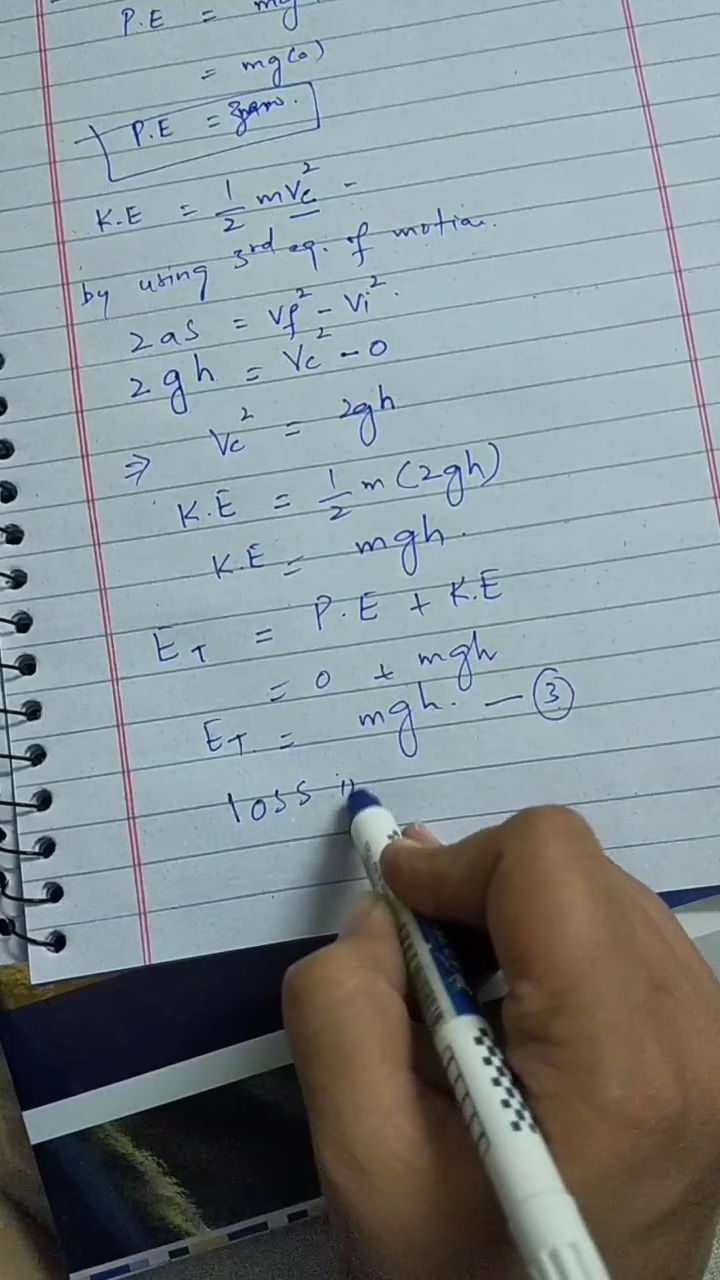 P.E = mg
= mg(0)
P.E = zero.
K.E = 1/2 mVc² -
by using 3rd eq. of motion.
2as = Vf² - Vi².
2gh = Vc² - 0
⇒ Vc² = 2gh
K.E = 1/2 m(2gh)
K.E = mgh.
ET = P.E + K.E
= 0 + mgh
ET = mgh. — ③
loss in